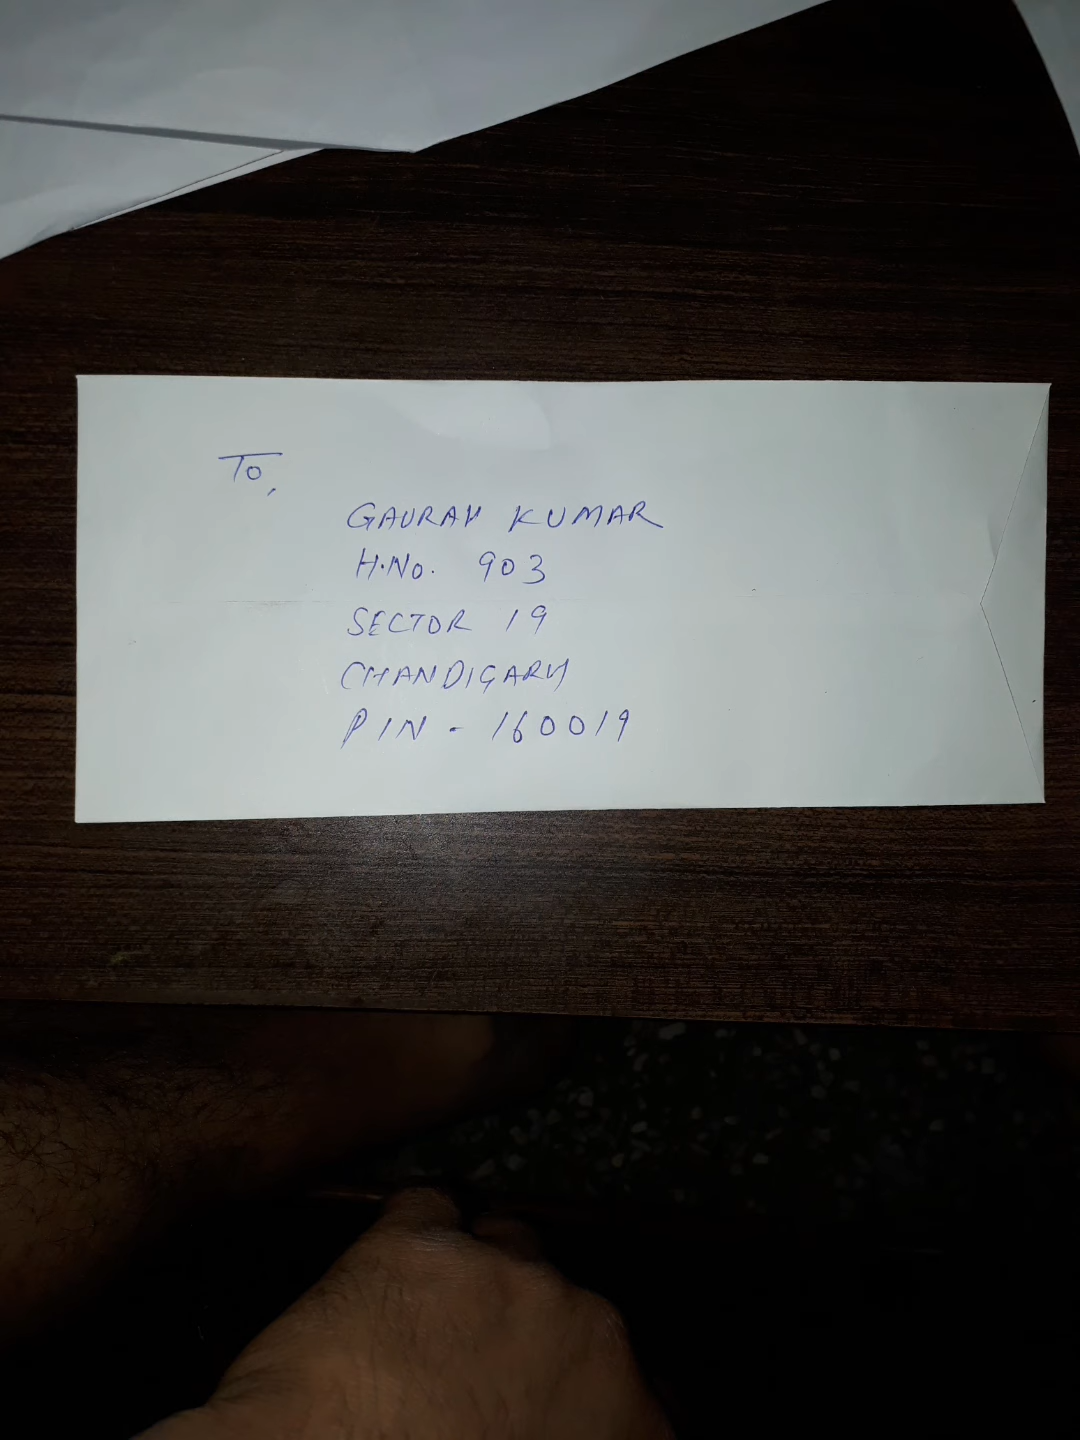 To,
GAURAV KUMAR
H.No. 903
SECTOR 19
CHANDIGARH
PIN - 160019